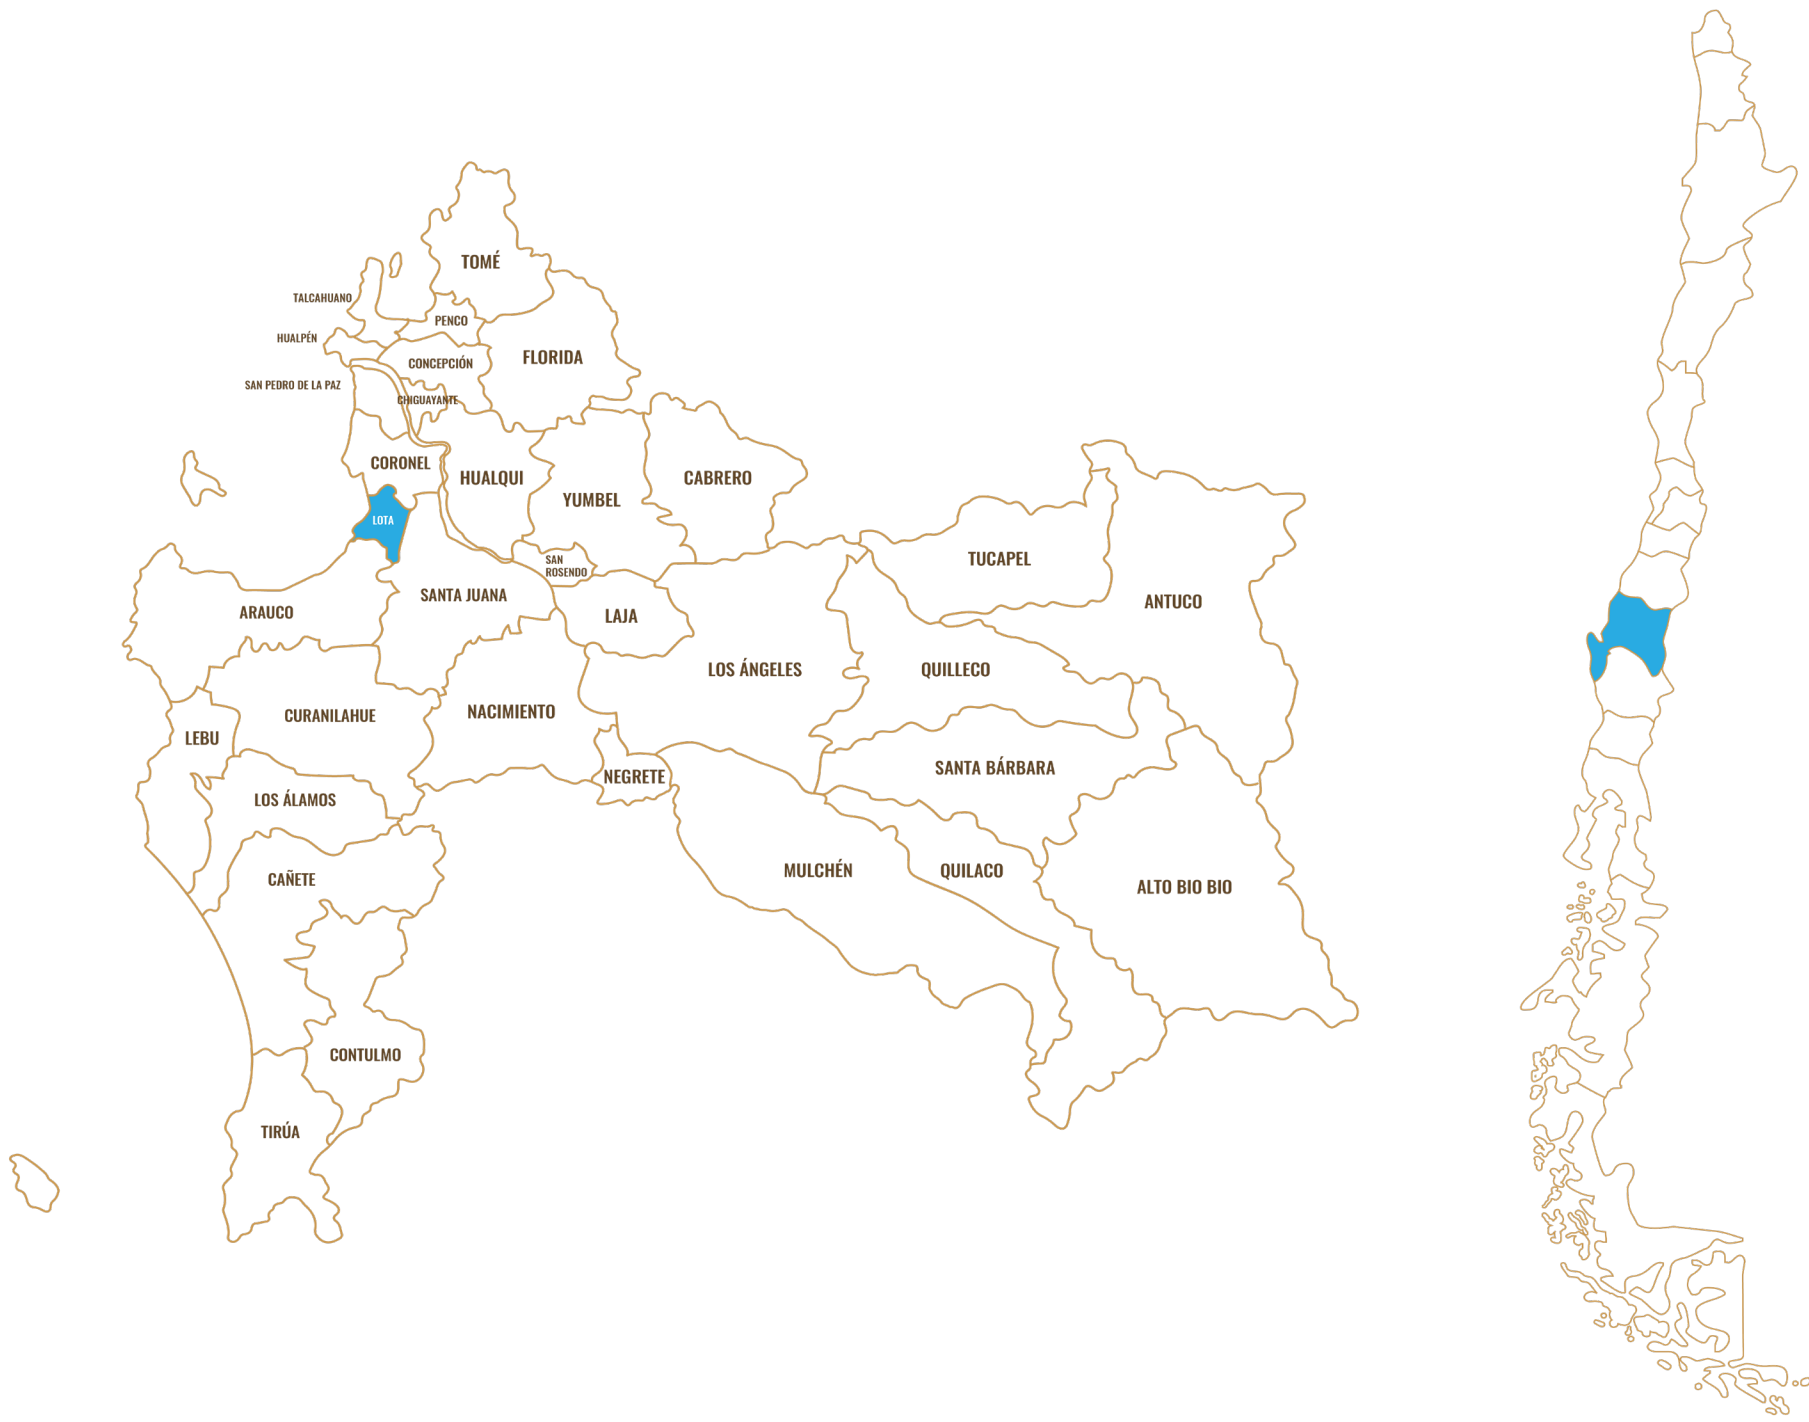 TOMÉ
TALCAHUANO
PENCO
HUALPÉN
FLORIDA
CONCEPCIÓN
SAN PEDRO DE LA PAZ
CHIGUAYANTE
CORONEL
HUALQUI
CABRERO
YUMBEL
LOTA
TUCAPEL
SAN
ROSENDO
SANTA JUANA
ANTUCO
ARAUCO
LAJA
LOS ÁNGELES
QUILLECO
NACIMIENTO
CURANILAHUE
LEBU
SANTA BÁRBARA
NEGRETE
LOS ÁLAMOS
MULCHÉN
QUILACO
CAÑETE
ALTO BIO BIO
CONTULMO
TIRÚA